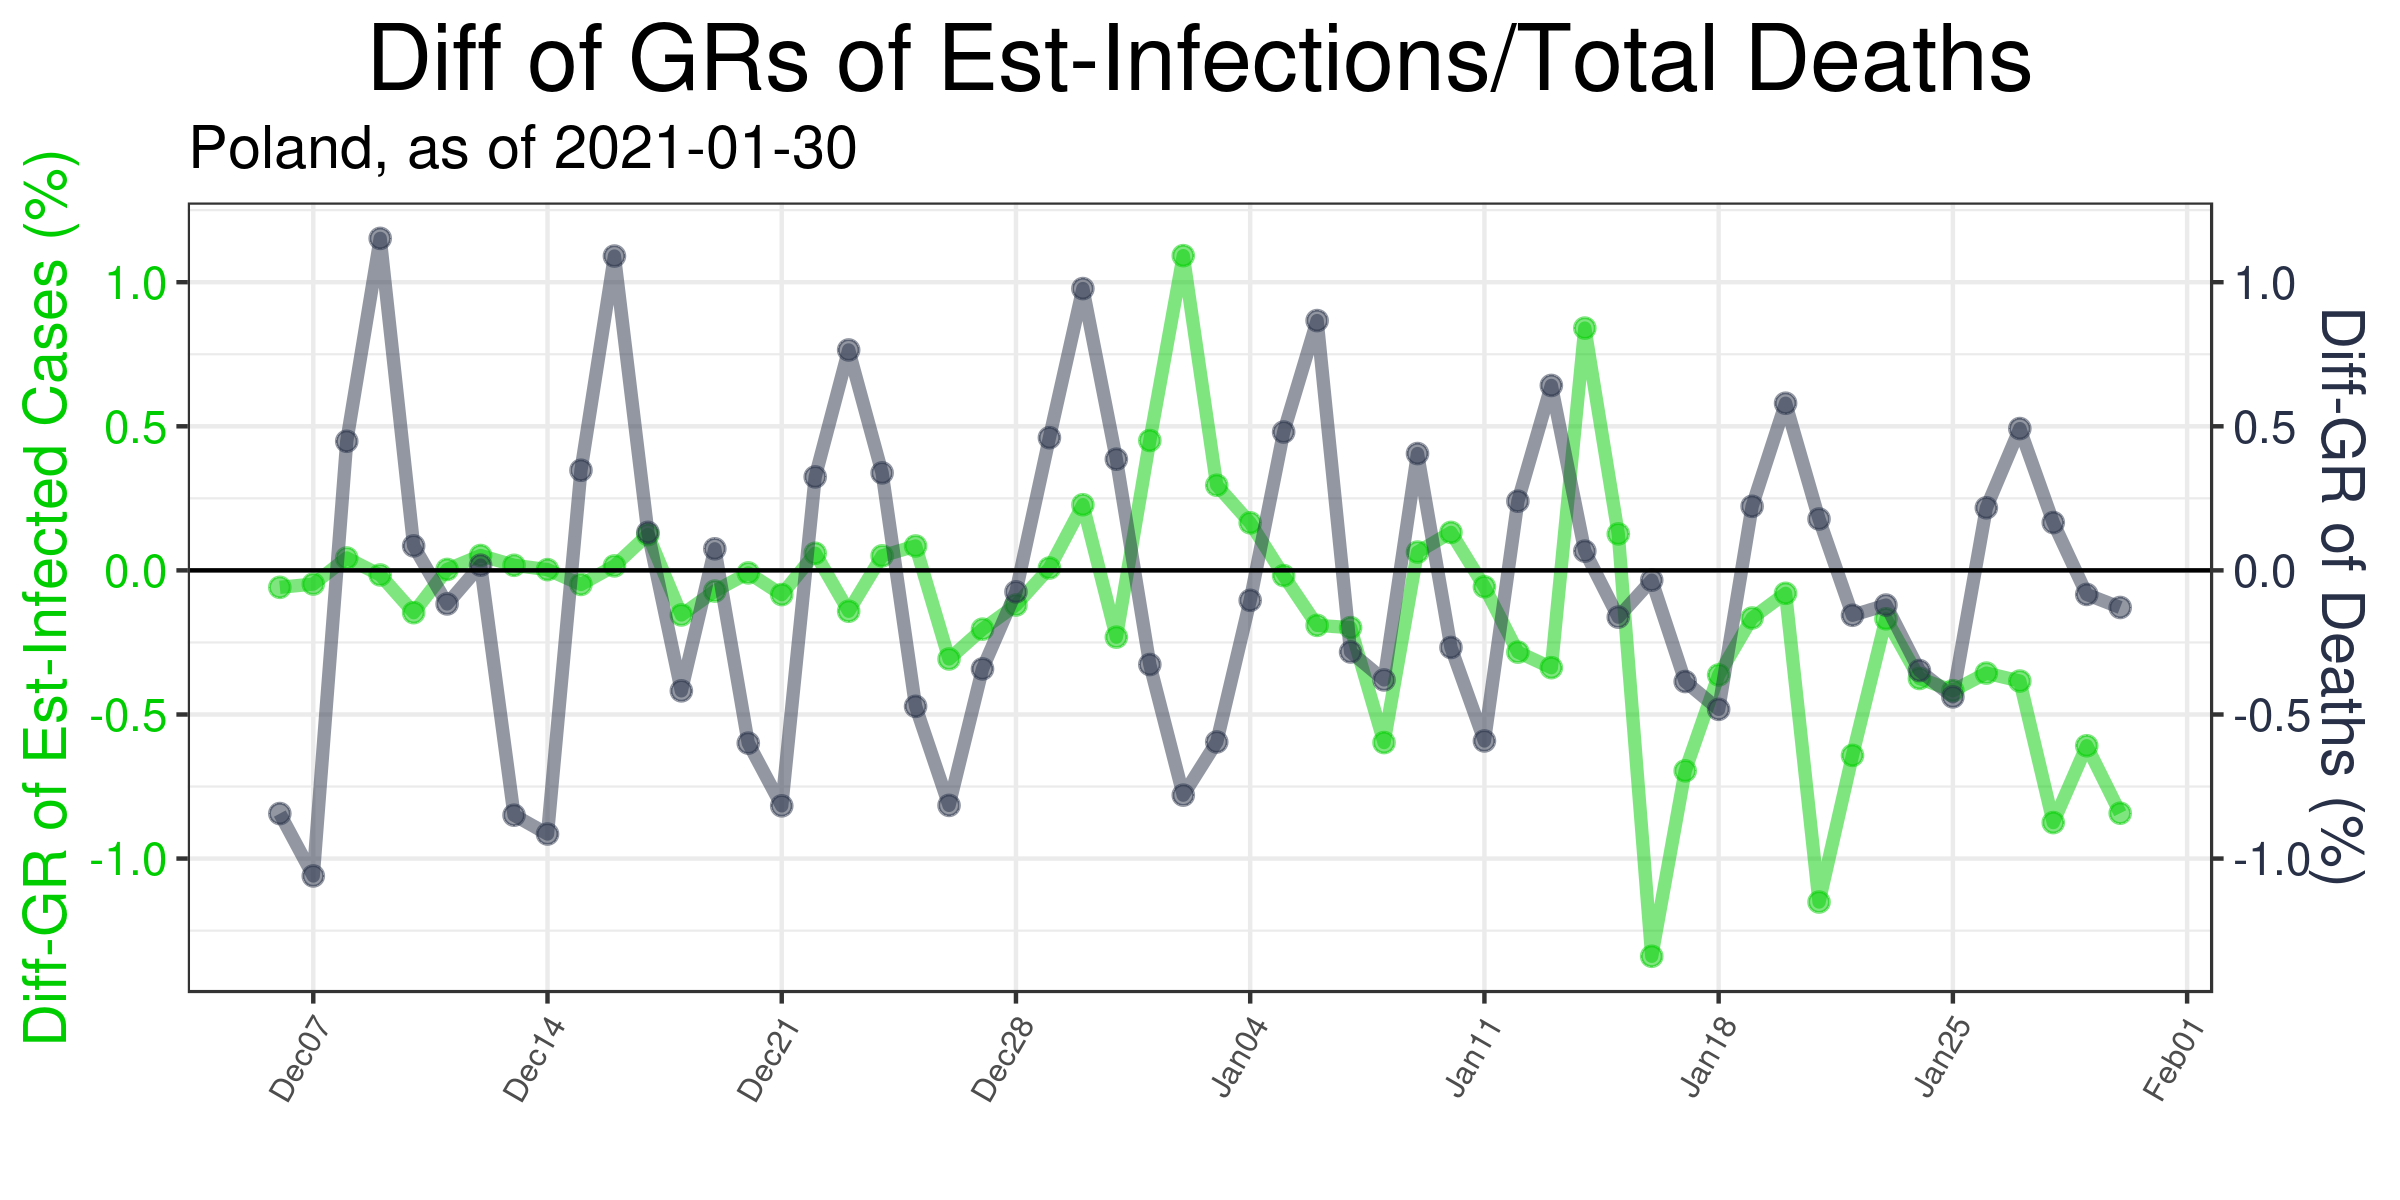 Diff of GRs of Est-Infections/Total Deaths
Poland, as of 2021-01-30
Diff-GR of Est-Infected Cases (%)
1.0
0.5
0.0
-0.5
-1.0
1.0
0.5
0.0
-0.5
-1.0
Diff-GR of Deaths (%)
Dec07
Dec14
Dec21
Dec28
Jan04
Jan11
Jan18
Jan25
Feb01